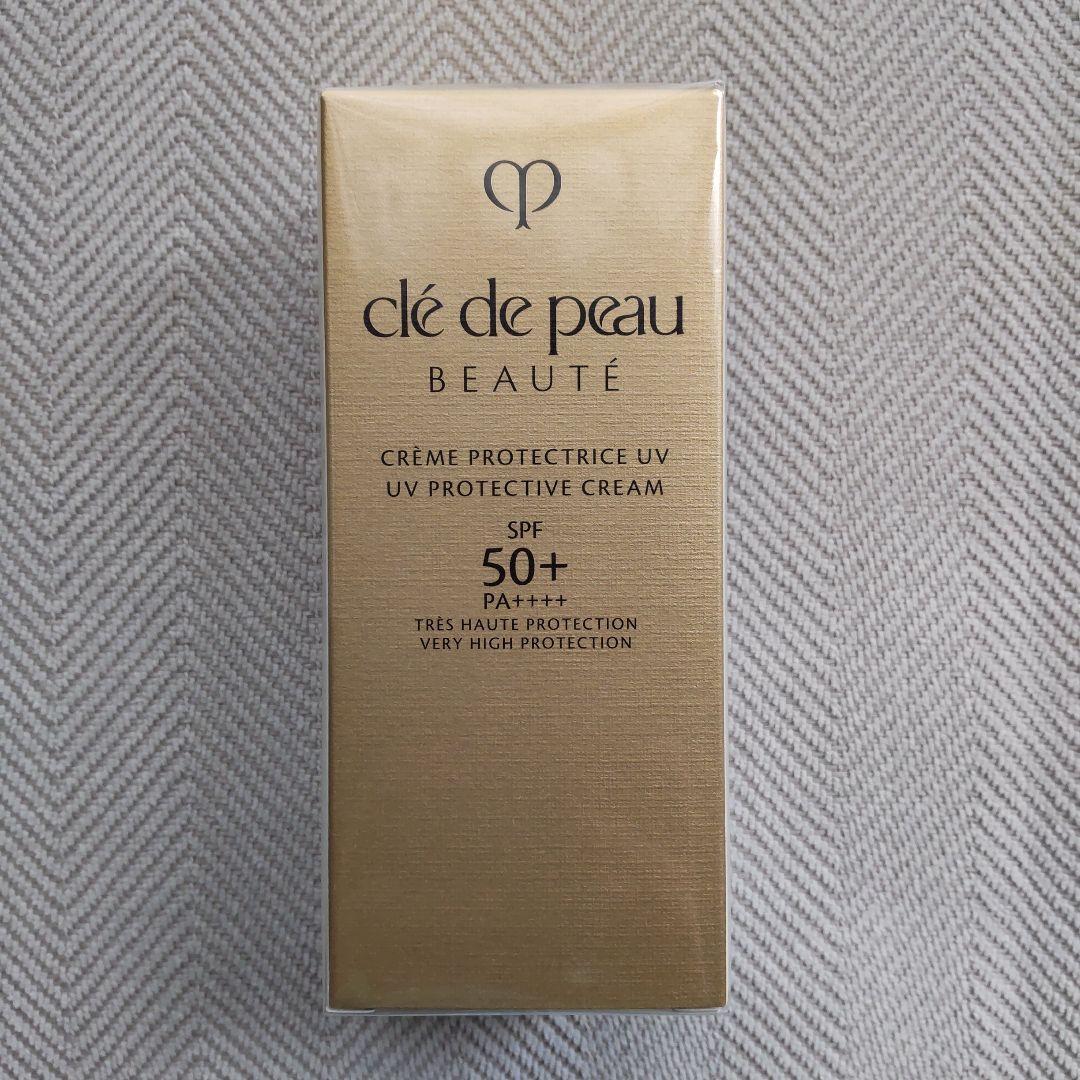 clé de peau
BEAUTÉ
CRÈME PROTECTRICE UV
UV PROTECTIVE CREAM
SPF
50+
PA++++
TRÈS HAUTE PROTECTION
VERY HIGH PROTECTION